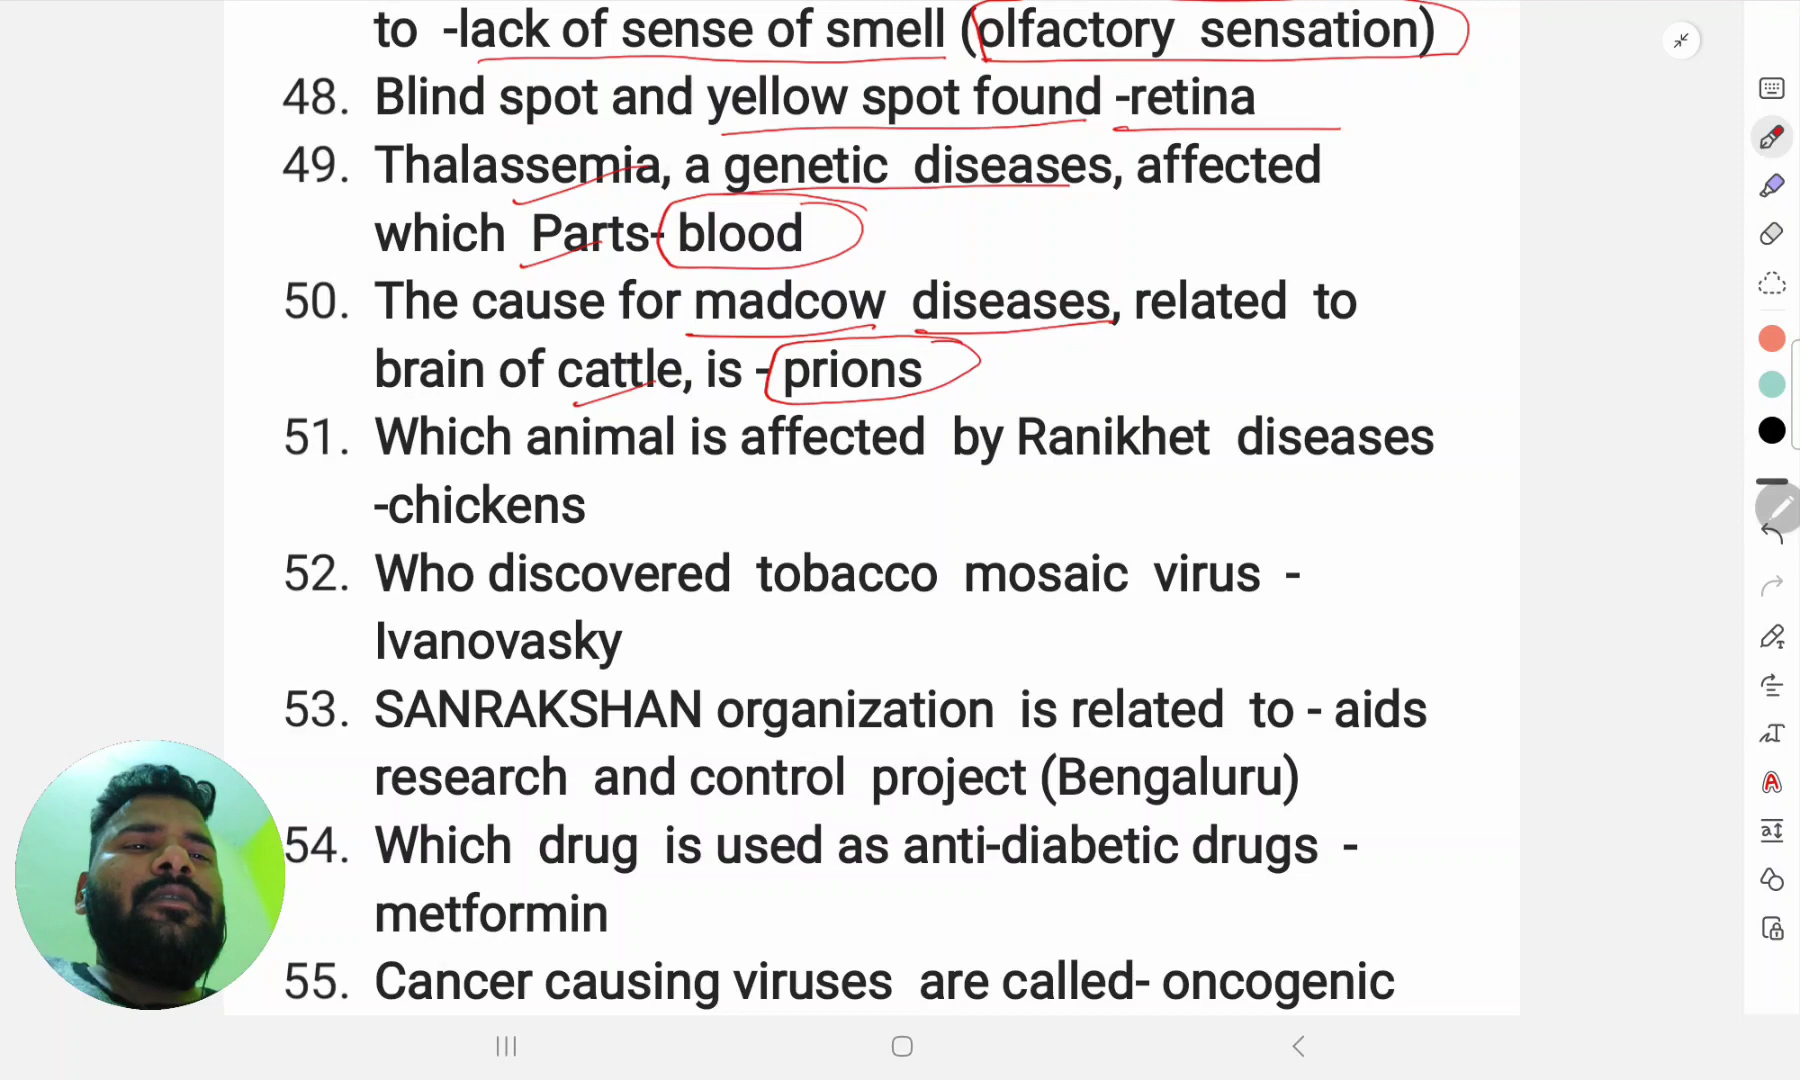 to -lack of sense of smell (olfactory sensation)
48. Blind spot and yellow spot found -retina
49. Thalassemia, a genetic diseases, affected
which Parts- blood
50. The cause for madcow diseases, related to
brain of cattle, is - prions
51. Which animal is affected by Ranikhet diseases
-chickens
52. Who discovered tobacco mosaic virus -
Ivanovasky
53. SANRAKSHAN organization is related to - aids
research and control project (Bengaluru)
54. Which drug is used as anti-diabetic drugs -
metformin
55. Cancer causing viruses are called- oncogenic